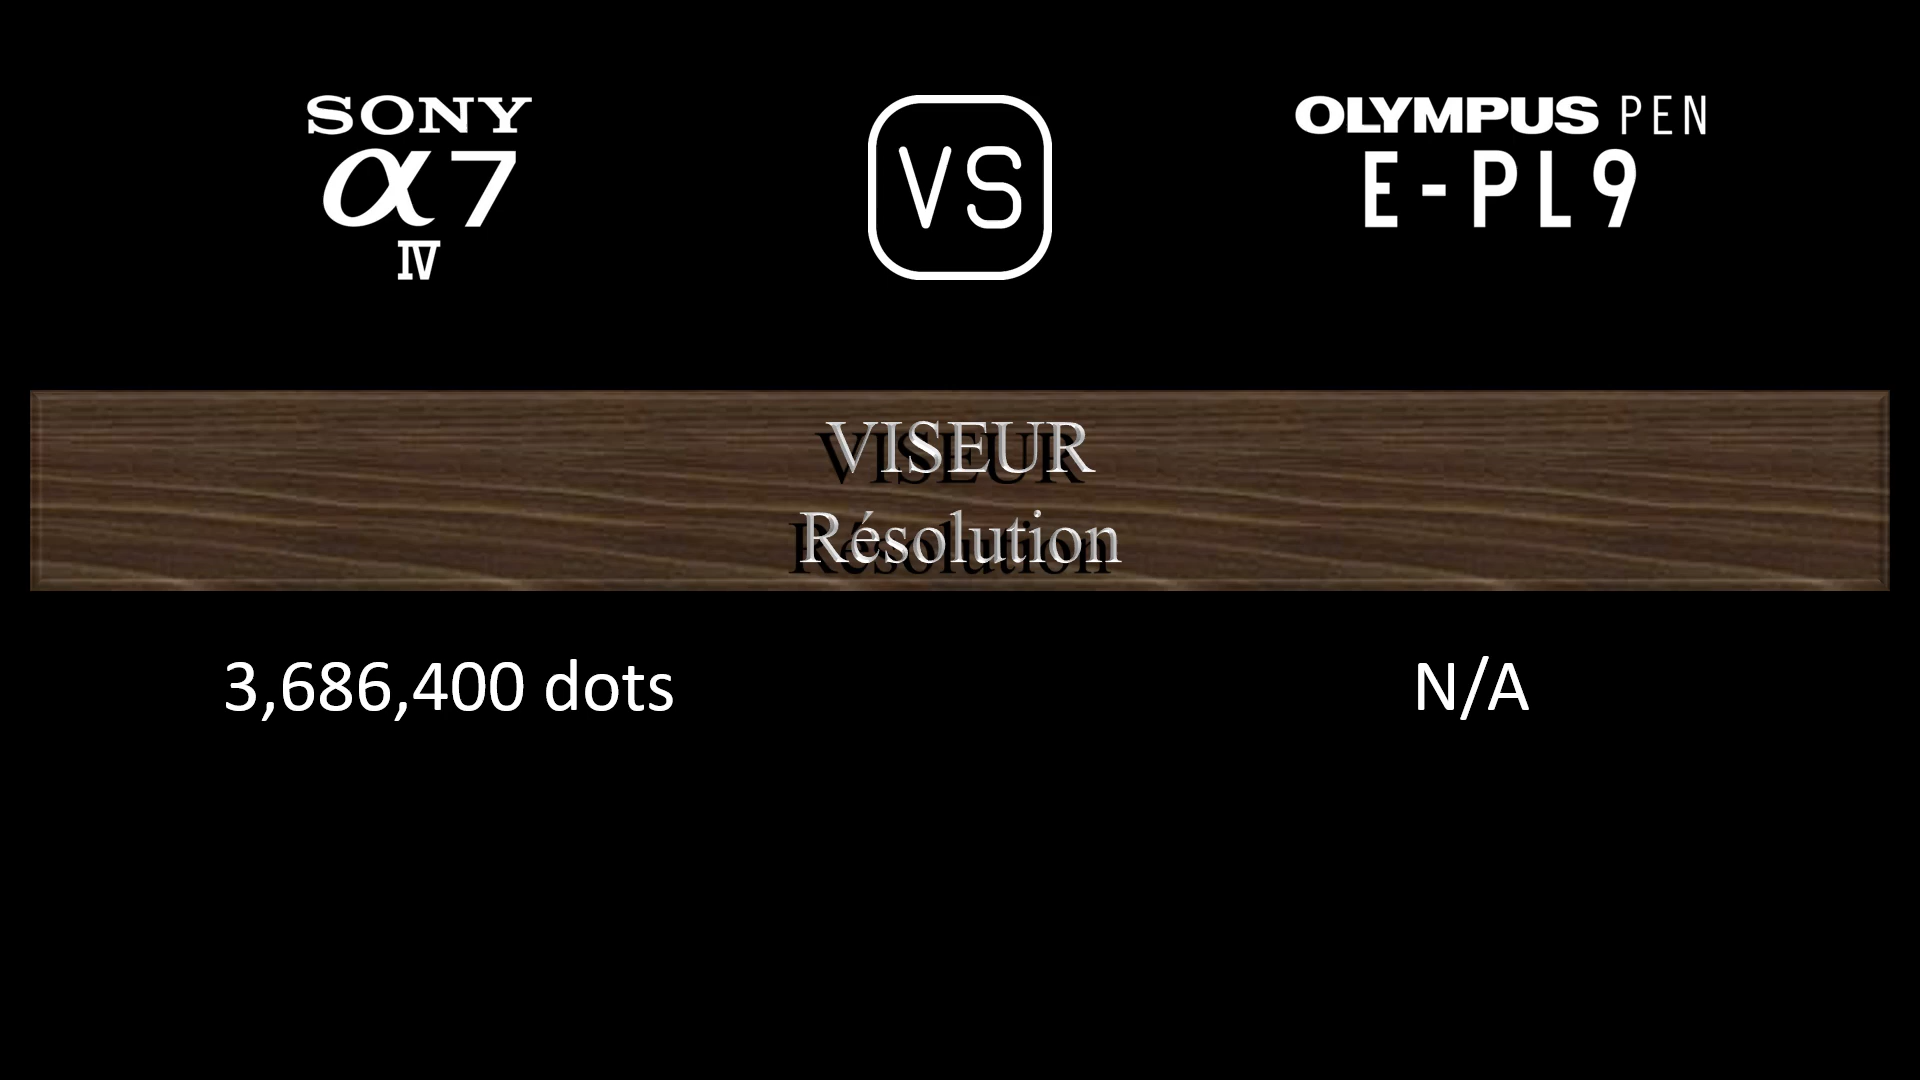 SONY
α7
IV
VS
OLYMPUS PEN
E-PL9
VISEUR
Résolution
3,686,400 dots
N/A